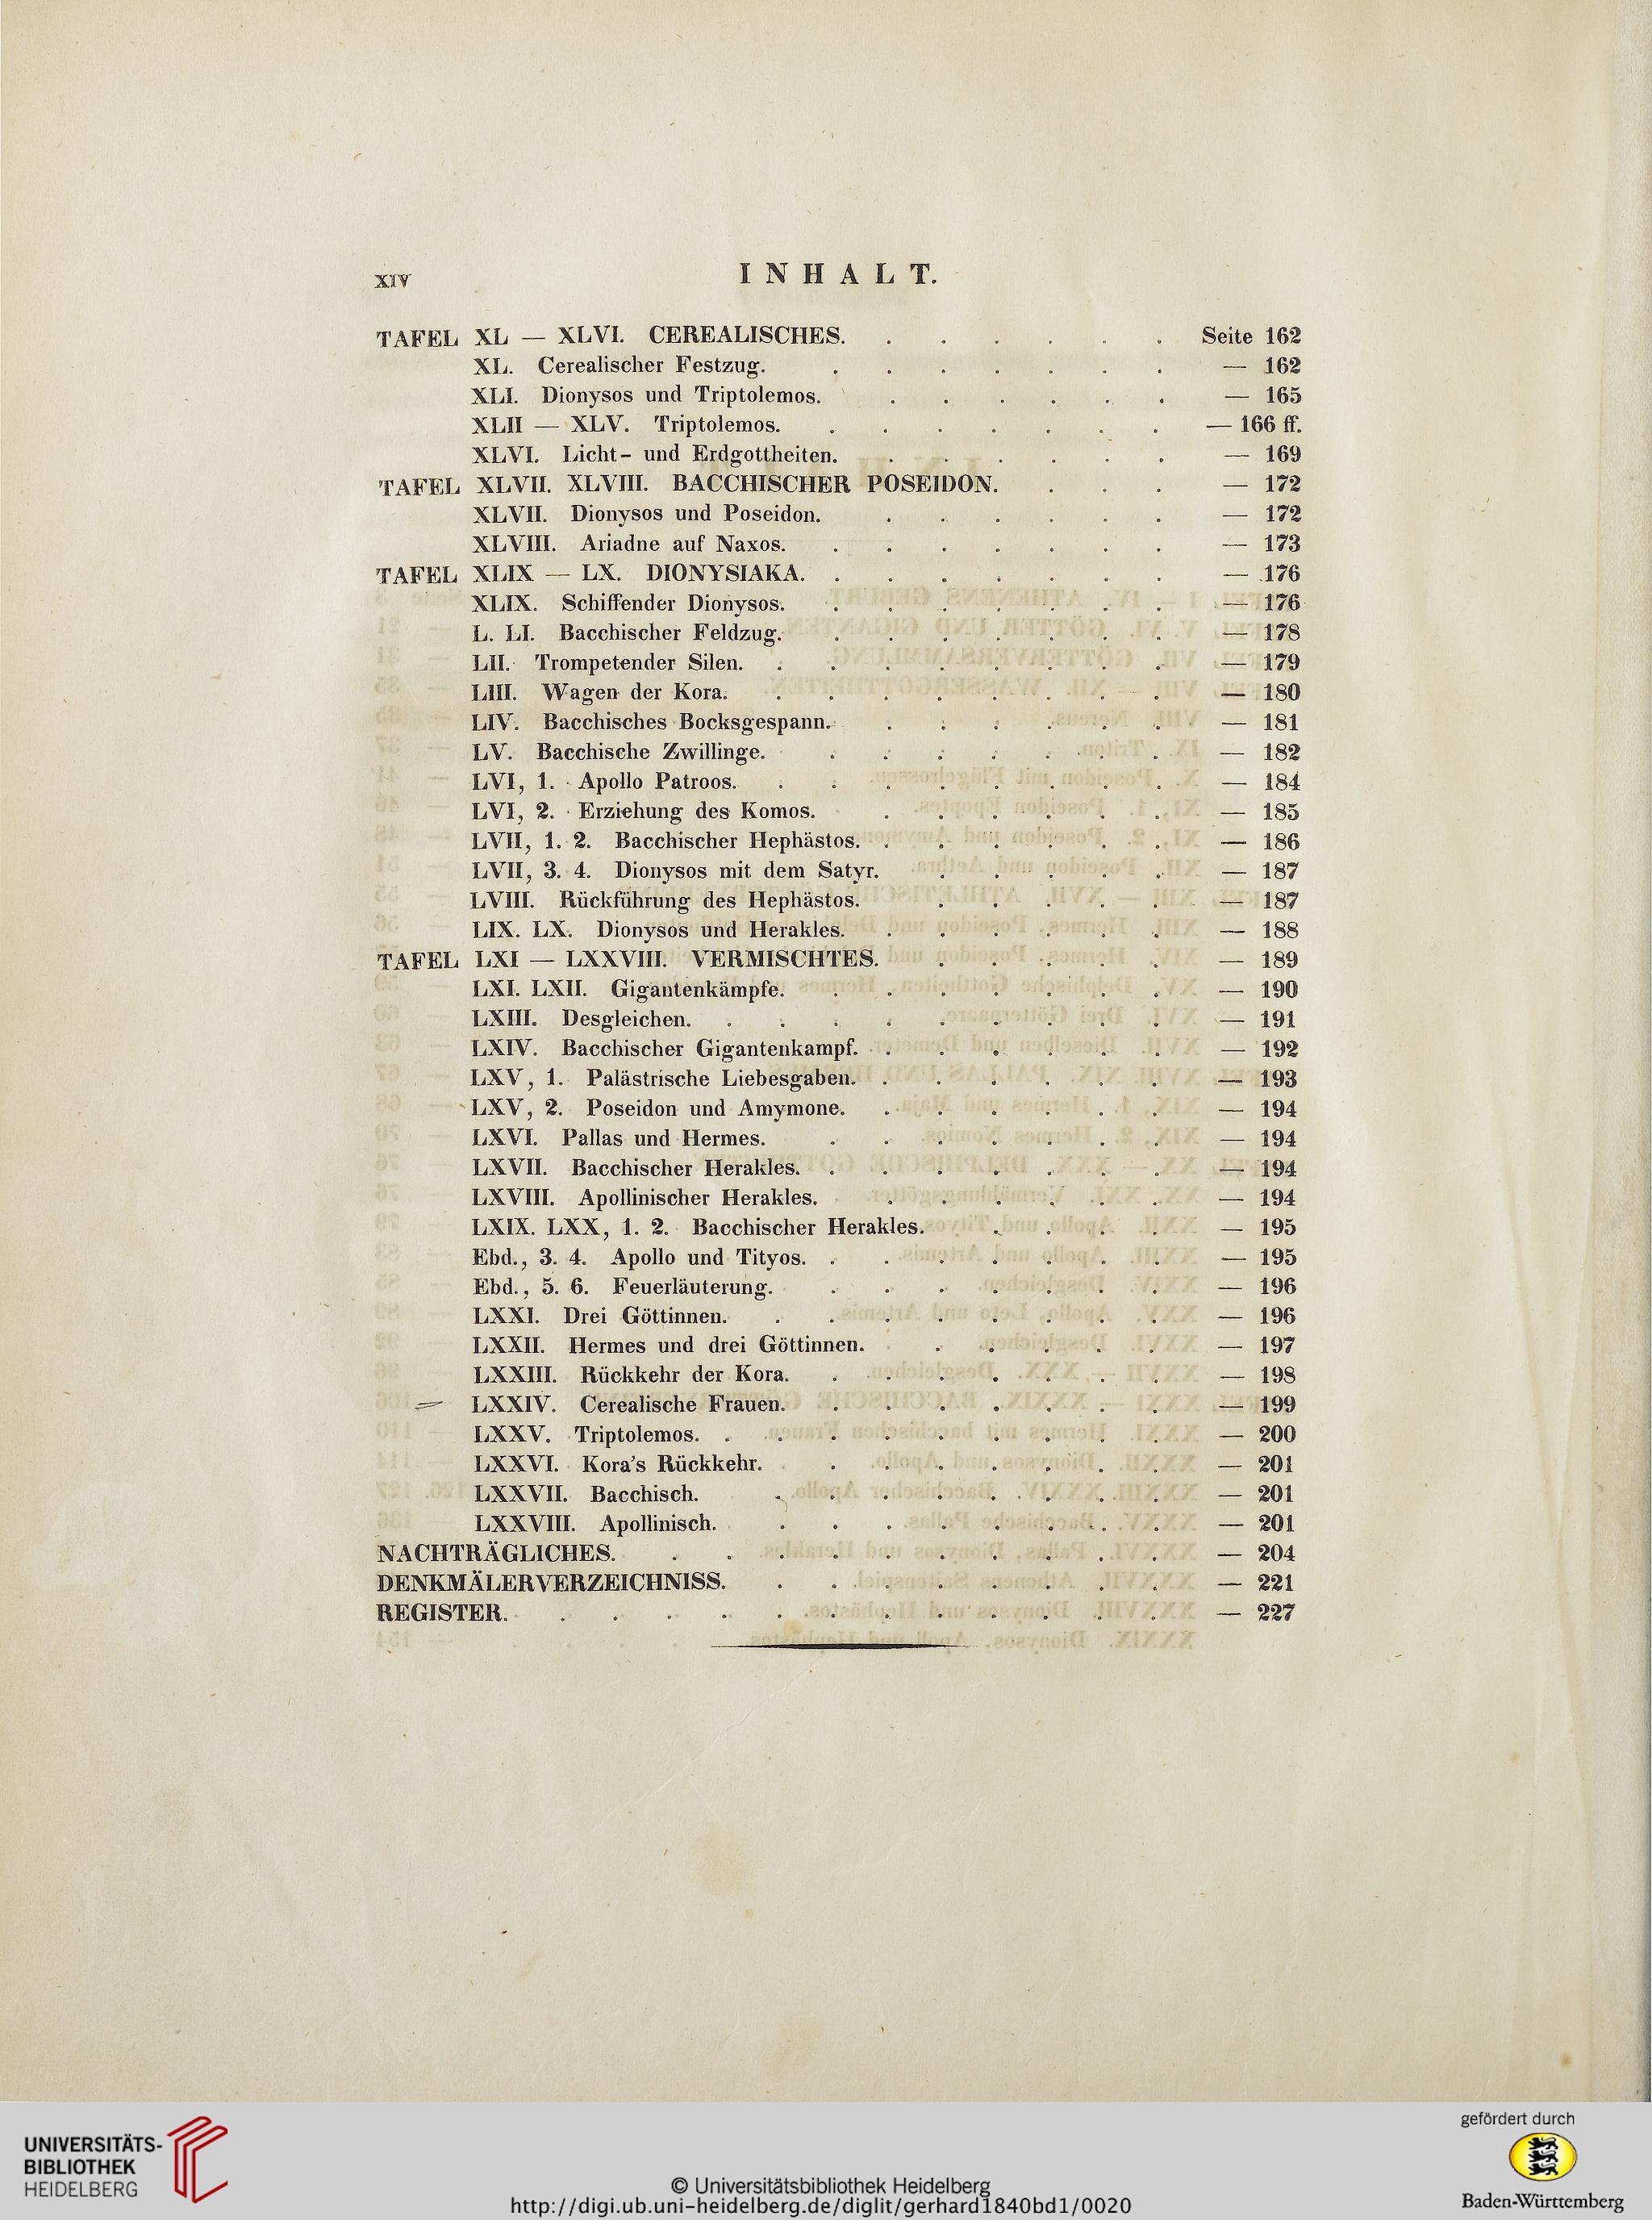 XIV INHALT.
TAFEL XL — XLVI. CEREALISCHES. . . . . . . Seite 162
XL. Cerealischer Festzug. . . . . . . . — 162
XLI. Dionysos und Triptolemos. . . . . . . — 165
XLII — XLV. Triptolemos. . . . . . . . — 166 ff.
XLVI. Licht- und Erdgottheiten. . . . . . . — 169
TAFEL XLVII. XLVIII. BACCHISCHER POSEIDON. . . . — 172
XLVII. Dionysos und Poseidon. . . . . . . — 172
XLVIII. Ariadne auf Naxos. . . . . . . . — 173
TAFEL XLIX — LX. DIONYSIAKA. . . . . . . . — 176
XLIX. Schiffender Dionysos. . . . . . . . — 176
L. LI. Bacchischer Feldzug. . . . . . . . — 178
LII. Trompetender Silen. . . . . . . . . — 179
LIII. Wagen der Kora. . . . . . . . . — 180
LIV. Bacchisches Bocksgespann. . . . . . . — 181
LV. Bacchische Zwillinge. . . . . . . . — 182
LVI, 1. Apollo Patroos. . . . . . . . . — 184
LVI, 2. Erziehung des Komos. . . . . . . — 185
LVII, 1. 2. Bacchischer Hephästos. . . . . . . — 186
LVII, 3. 4. Dionysos mit dem Satyr. . . . . . — 187
LVIII. Rückführung des Hephästos. . . . . . — 187
LIX. LX. Dionysos und Herakles. . . . . . . — 188
TAFEL LXI — LXXVIII. VERMISCHTES. . . . . . — 189
LXI. LXII. Gigantenkämpfe. . . . . . . . — 190
LXIII. Desgleichen. . . . . . . . . . — 191
LXIV. Bacchischer Gigantenkampf. . . . . . . — 192
LXV, 1. Palästrische Liebesgaben. . . . . . . — 193
LXV, 2. Poseidon und Amymone. . . . . . . — 194
LXVI. Pallas und Hermes. . . . . . . . — 194
LXVII. Bacchischer Herakles. . . . . . . . — 194
LXVIII. Apollinischer Herakles. . . . . . . — 194
LXIX. LXX, 1. 2. Bacchischer Herakles. . . . . — 195
Ebd., 3. 4. Apollo und Tityos. . . . . . . . — 195
Ebd., 5. 6. Feuerläuterung. . . . . . . . — 196
LXXI. Drei Göttinnen. . . . . . . . . — 196
LXXII. Hermes und drei Göttinnen. . . . . . — 197
LXXIII. Rückkehr der Kora. . . . . . . . — 198
LXXIV. Cerealische Frauen. . . . . . . . — 199
LXXV. Triptolemos. . . . . . . . . . — 200
LXXVI. Kora's Rückkehr. . . . . . . . — 201
LXXVII. Bacchisch. . . . . . . . . — 201
LXXVIII. Apollinisch. . . . . . . . . — 201
NACHTRÄGLICHES. . . . . . . . . . . — 204
DENKMÄLERVERZEICHNISS. . . . . . . . . — 221
REGISTER. . . . . . . . . . . . . — 227
UNIVERSITÄTS-
BIBLIOTHEK
HEIDELBERG
© Universitätsbibliothek Heidelberg
http://digi.ub.uni-heidelberg.de/diglit/gerhard1840bd1/0020
gefördert durch
Baden-Württemberg